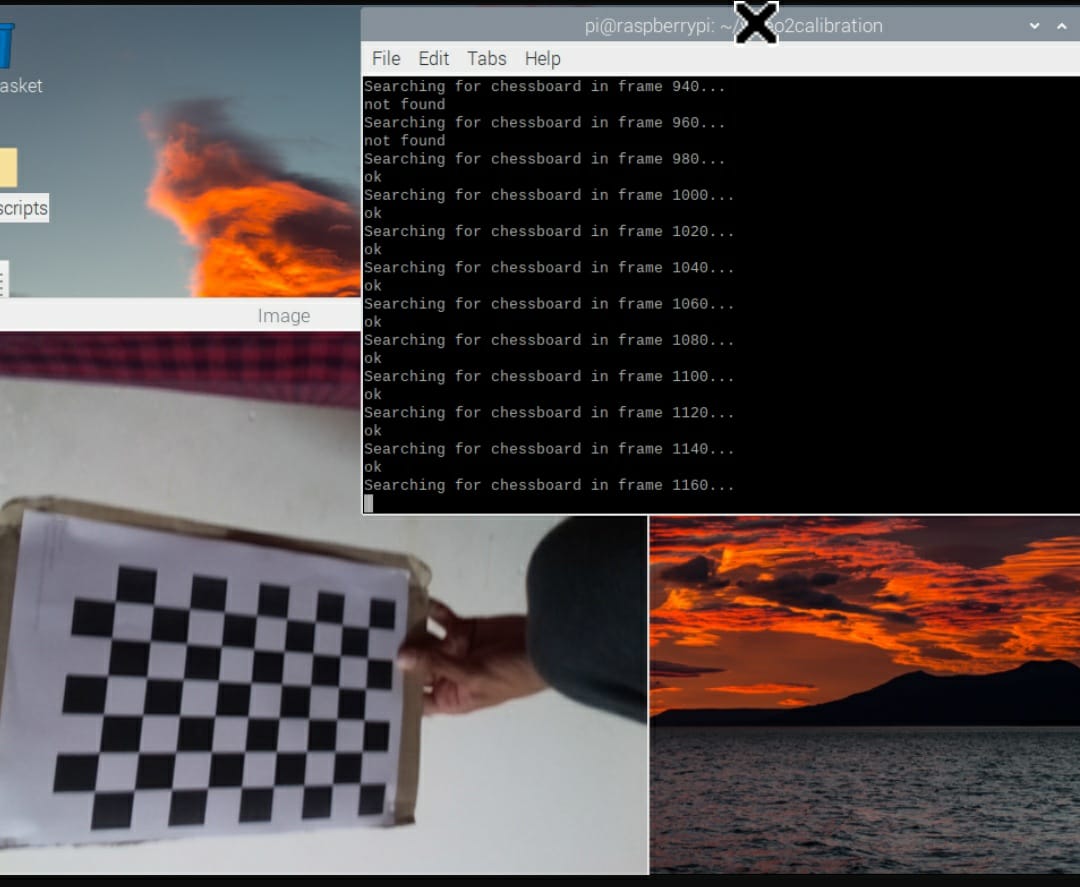 pi@raspberrypi: ~/ o2calibration
File Edit Tabs Help
asket
scripts
Image
Searching for chessboard in frame 940...
not found
Searching for chessboard in frame 960...
not found
Searching for chessboard in frame 980...
ok
Searching for chessboard in frame 1000...
ok
Searching for chessboard in frame 1020...
ok
Searching for chessboard in frame 1040...
ok
Searching for chessboard in frame 1060...
ok
Searching for chessboard in frame 1080...
ok
Searching for chessboard in frame 1100...
ok
Searching for chessboard in frame 1120...
ok
Searching for chessboard in frame 1140...
ok
Searching for chessboard in frame 1160...